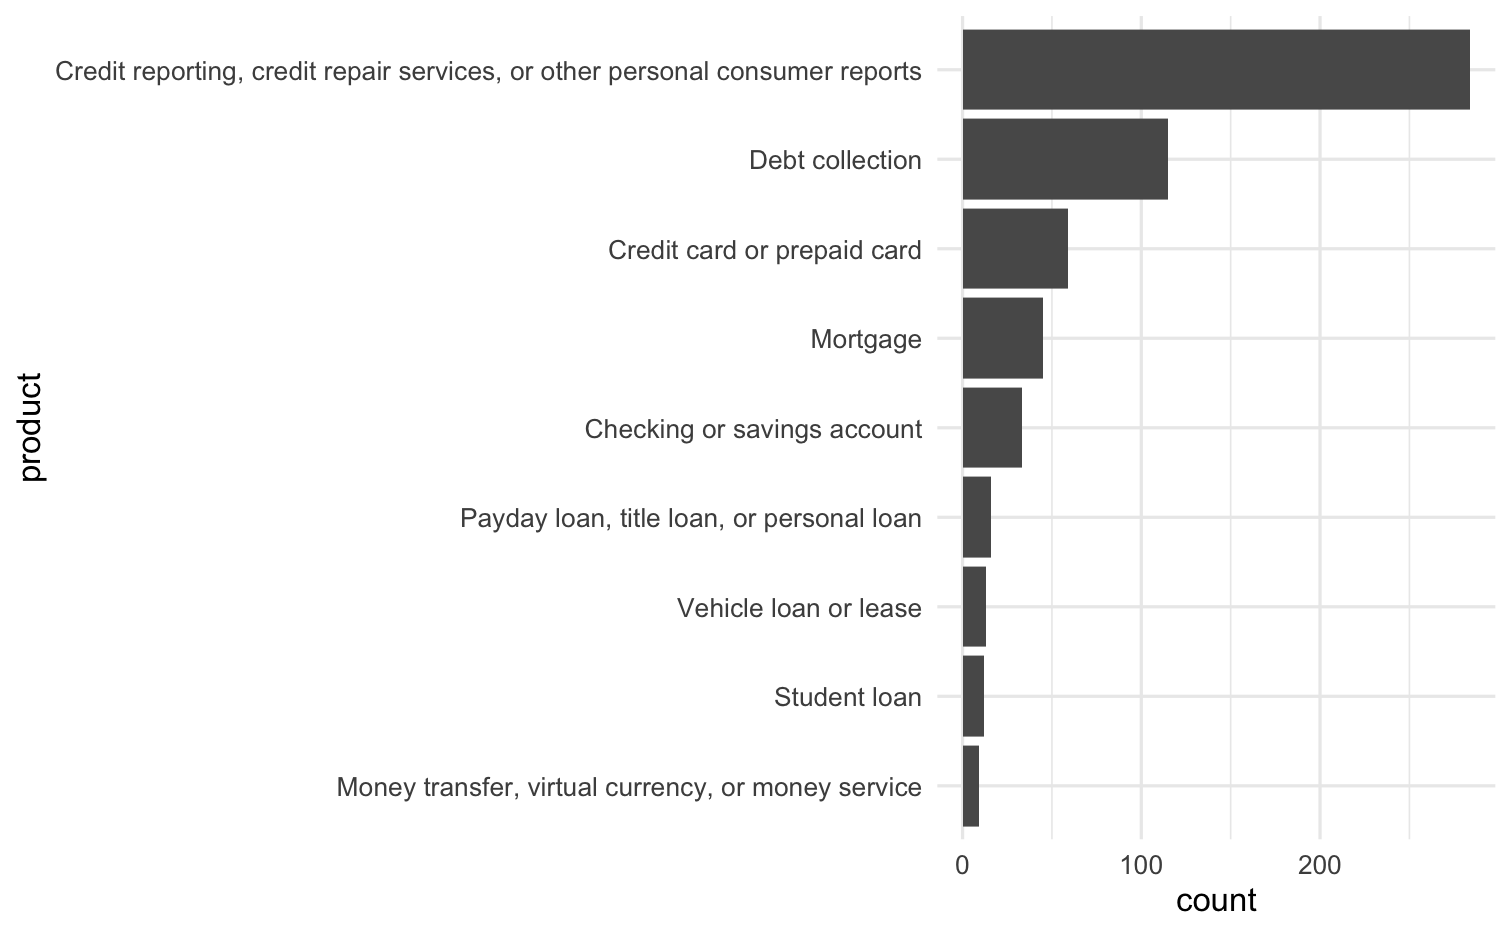 Credit reporting, credit repair services, or other personal consumer reports
Debt collection
Credit card or prepaid card
Mortgage
Checking or savings account
Payday loan, title loan, or personal loan
Vehicle loan or lease
Student loan
Money transfer, virtual currency, or money service
product
0 100 200
count